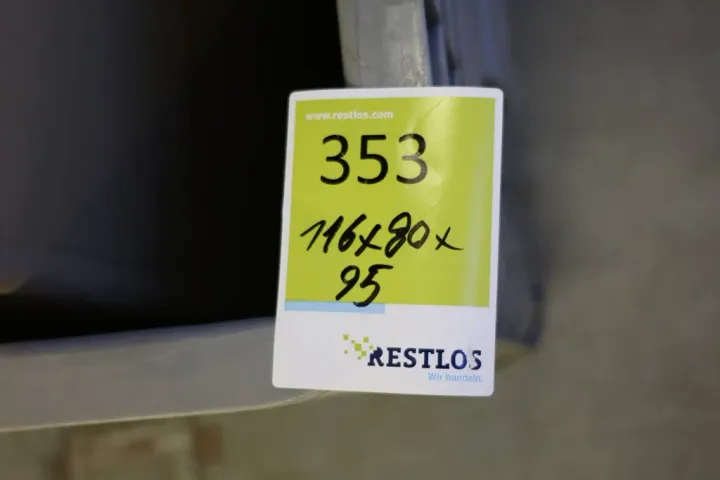 www.restlos.com
353
116x80x
95
RESTLOS
Wir handeln.